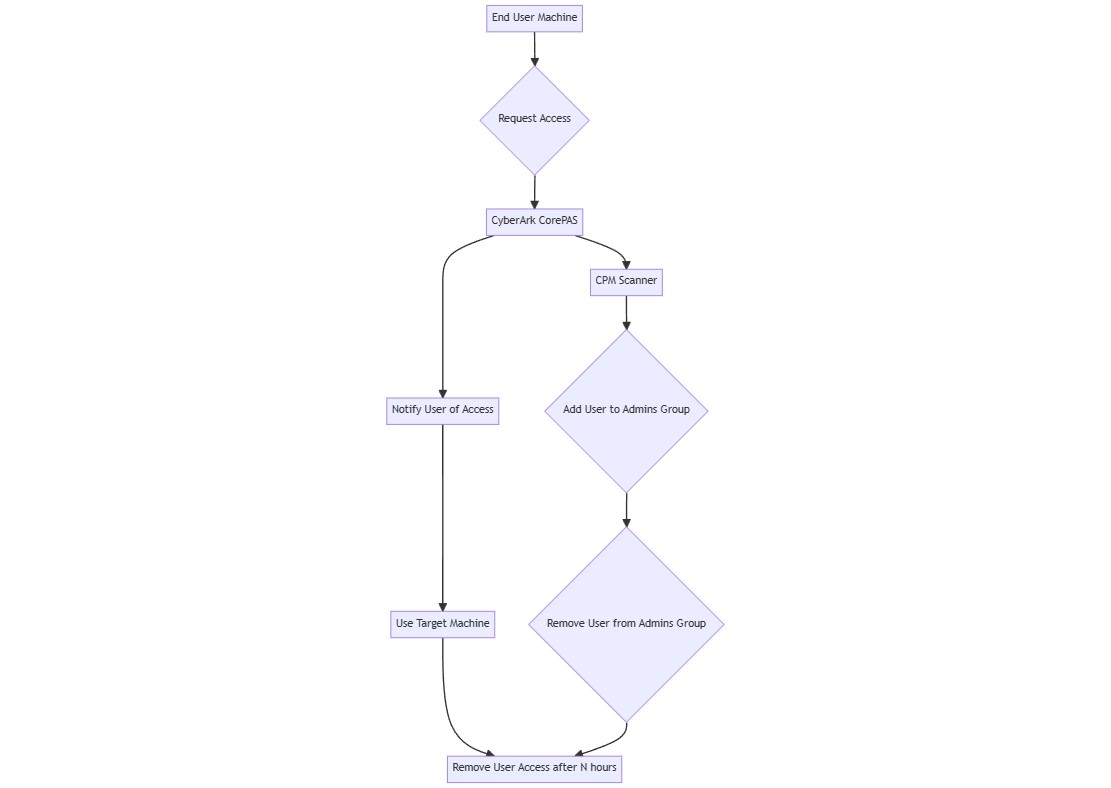 End User Machine
Request Access
CyberArk CorePAS
CPM Scanner
Notify User of Access
Add User to Admins Group
Use Target Machine
Remove User from Admins Group
Remove User Access after N hours